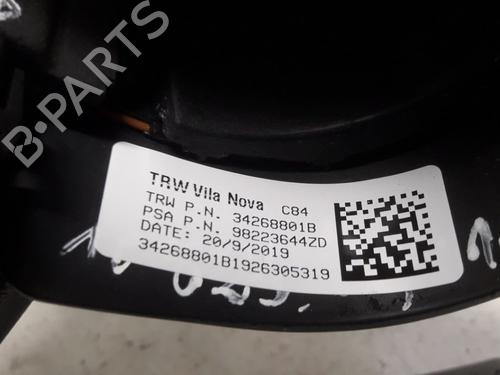 TRW Vila Nova C84
TRW P.N. 34268801B
PSA P.N. 98223644ZD
DATE: 20/9/2019
34268801B1926305319
B-PARTS